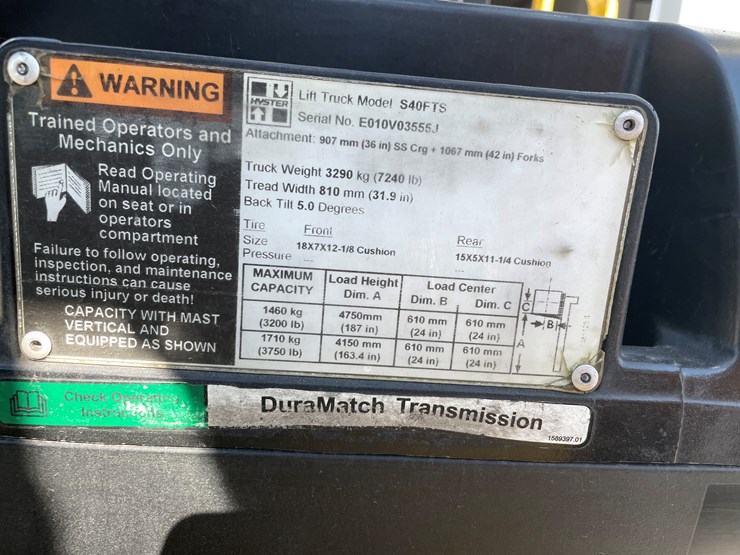 WARNING
Trained Operators and
Mechanics Only
Read Operating
Manual located
on seat or in
operators
compartment
Failure to follow operating,
inspection, and maintenance
instructions can cause
serious injury or death!
CAPACITY WITH MAST
VERTICAL AND
EQUIPPED AS SHOWN
HYSTER
Lift Truck Model S40FTS
Serial No. E010V03555J
Attachment: 907 mm (36 in) SS Crg + 1067 mm (42 in) Forks
Truck Weight 3290 kg (7240 lb)
Tread Width 810 mm (31.9 in)
Back Tilt 5.0 Degrees
Tire Front Rear
Size 18X7X12-1/8 Cushion 15X5X11-1/4 Cushion
Pressure --- ---
MAXIMUM CAPACITY Load Height Dim. A Load Center Dim. B Dim. C
1460 kg (3200 lb) 4750mm (187 in) 610 mm (24 in) 610 mm (24 in)
1710 kg (3750 lb) 4150 mm (163.4 in) 610 mm (24 in) 610 mm (24 in)
C
B
A
Check Operating
Instructions
DuraMatch Transmission
1589397.01